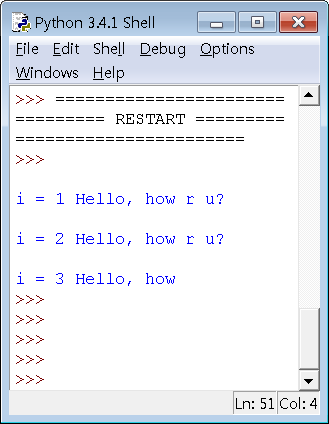 Python 3.4.1 Shell
File Edit Shell Debug Options
Windows Help
>>> =======================
========= RESTART =========
=======================
>>>
i = 1 Hello, how r u?
i = 2 Hello, how r u?
i = 3 Hello, how
>>>
>>>
>>>
>>>
>>>
Ln: 51 Col: 4